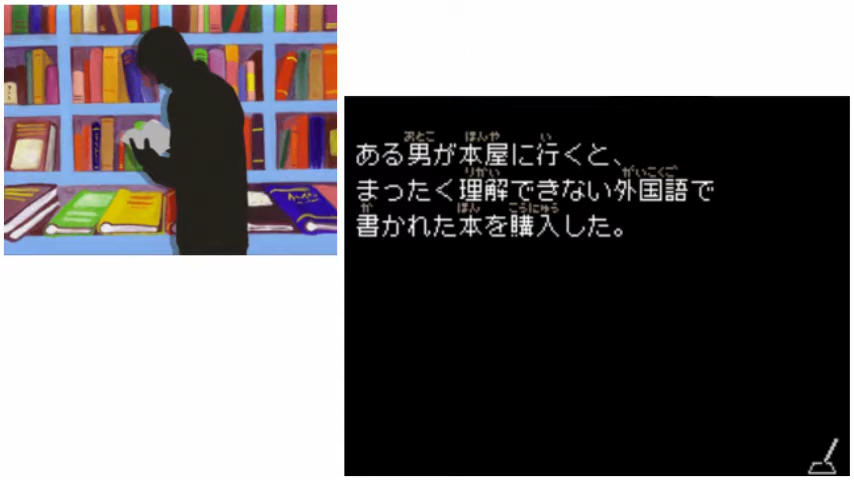 ある男が本屋に行くと、
まったく理解できない外国語で
書かれた本を購入した。